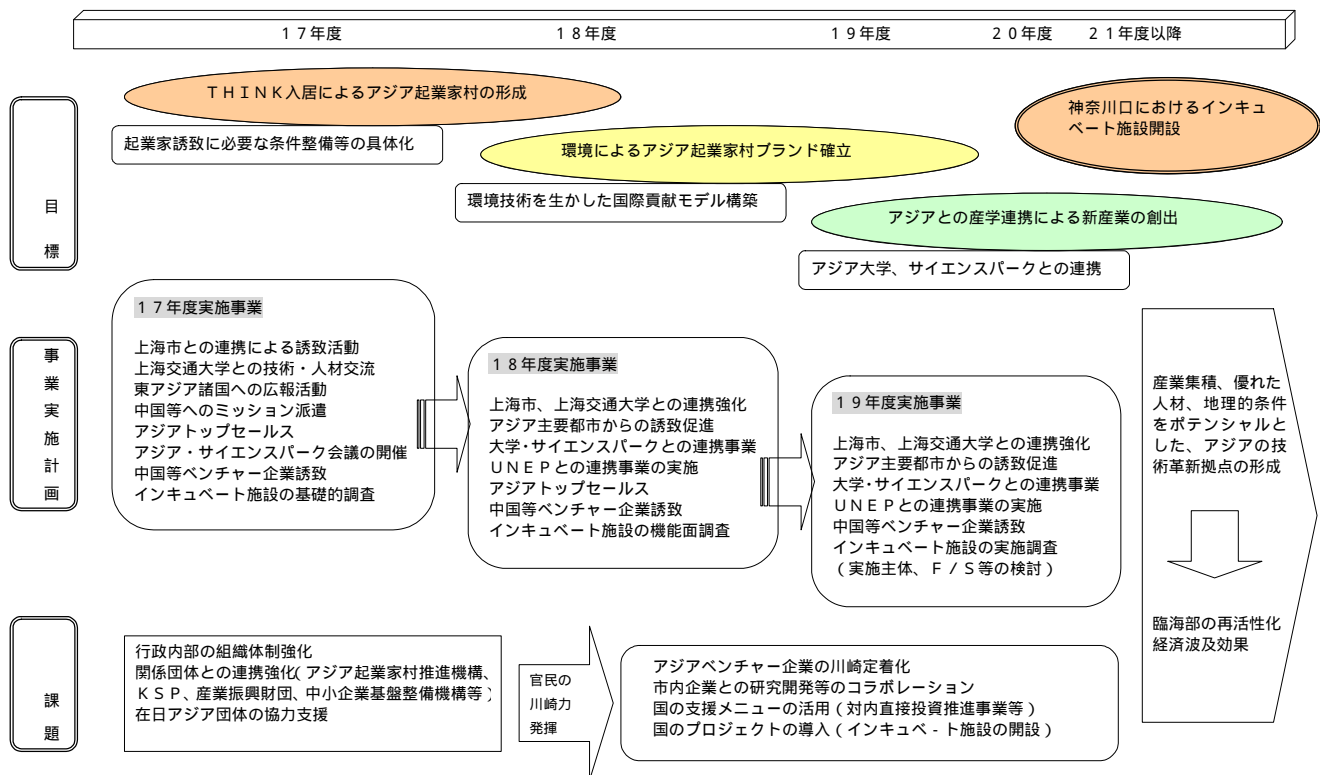 １７年度
１８年度
１９年度
２０年度
２１年度以降
目
標
ＴＨＩＮＫ入居によるアジア起業家村の形成
起業家誘致に必要な条件整備等の具体化
環境によるアジア起業家村ブランド確立
環境技術を生かした国際貢献モデル構築
神奈川口におけるインキュ
ベート施設開設
アジアとの産学連携による新産業の創出
アジア大学、サイエンスパークとの連携
事
業
実
施
計
画
１７年度実施事業
上海市との連携による誘致活動
上海交通大学との技術・人材交流
東アジア諸国への広報活動
中国等へのミッション派遣
アジアトップセールス
アジア・サイエンスパーク会議の開催
中国等ベンチャー企業誘致
インキュベート施設の基礎的調査
１８年度実施事業
上海市、上海交通大学との連携強化
アジア主要都市からの誘致促進
大学･サイエンスパークとの連携事業
ＵＮＥＰとの連携事業の実施
アジアトップセールス
中国等ベンチャー企業誘致
インキュベート施設の機能面調査
１９年度実施事業
上海市、上海交通大学との連携強化
アジア主要都市からの誘致促進
大学･サイエンスパークとの連携事業
ＵＮＥＰとの連携事業の実施
中国等ベンチャー企業誘致
インキュベート施設の実施調査
（実施主体、Ｆ／Ｓ等の検討）
産業集積、優れた
人材、地理的条件
をポテンシャルと
した、アジアの技
術革新拠点の形成
臨海部の再活性化
経済波及効果
課
題
行政内部の組織体制強化
関係団体との連携強化（アジア起業家村推進機構、
ＫＳＰ、産業振興財団、中小企業基盤整備機構等）
在日アジア団体の協力支援
官民の
川崎力
発揮
アジアベンチャー企業の川崎定着化
市内企業との研究開発等のコラボレーション
国の支援メニューの活用（対内直接投資推進事業等）
国のプロジェクトの導入（インキュベ‐ト施設の開設）